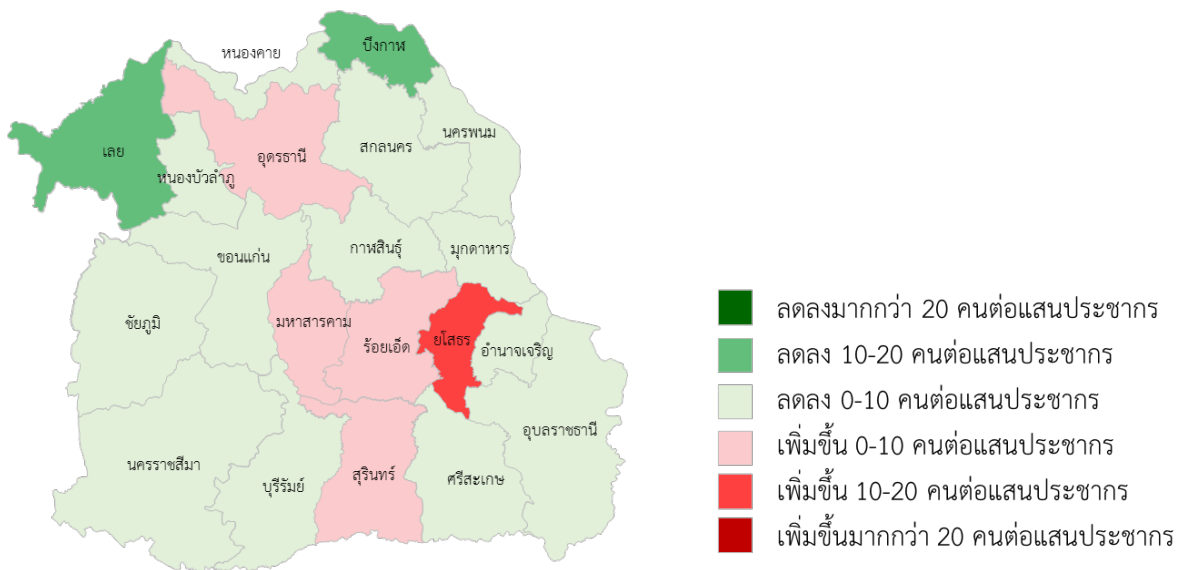 หนองคาย
บึงกาฬ
เลย
อุดรธานี
สกลนคร
นครพนม
หนองบัวลำภู
ขอนแก่น
กาฬสินธุ์
มุกดาหาร
ชัยภูมิ
มหาสารคาม
ร้อยเอ็ด
ยโสธร
อำนาจเจริญ
นครราชสีมา
บุรีรัมย์
สุรินทร์
ศรีสะเกษ
อุบลราชธานี
ลดลงมากกว่า 20 คนต่อแสนประชากร
ลดลง 10-20 คนต่อแสนประชากร
ลดลง 0-10 คนต่อแสนประชากร
เพิ่มขึ้น 0-10 คนต่อแสนประชากร
เพิ่มขึ้น 10-20 คนต่อแสนประชากร
เพิ่มขึ้นมากกว่า 20 คนต่อแสนประชากร